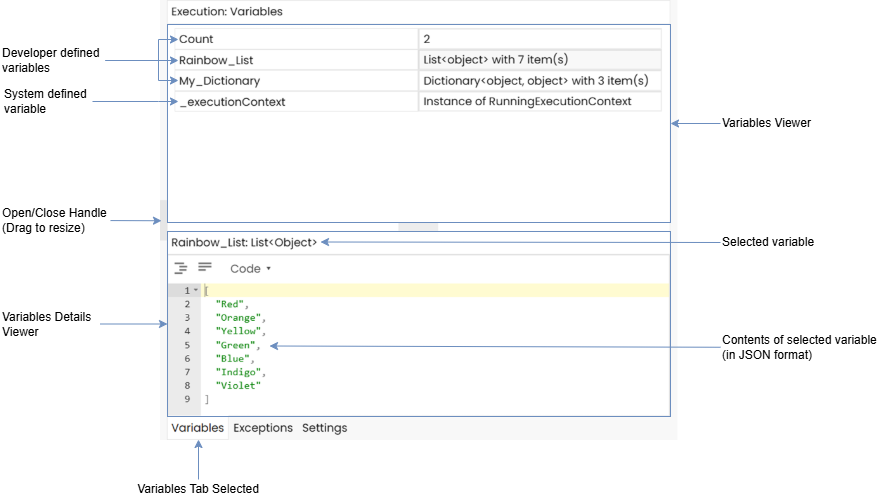 Execution: Variables
Count 2
Rainbow_List List<object> with 7 item(s)
My_Dictionary Dictionary<object, object> with 3 item(s)
_executionContext Instance of RunningExecutionContext
Developer defined
variables
System defined
variable
Variables Viewer
Open/Close Handle
(Drag to resize)
Rainbow_List: List<Object>
Selected variable
Code
1 [
2 "Red",
3 "Orange",
4 "Yellow",
5 "Green",
6 "Blue",
7 "Indigo",
8 "Violet"
9 ]
Variables Details
Viewer
Contents of selected variable
(in JSON format)
Variables Exceptions Settings
Variables Tab Selected